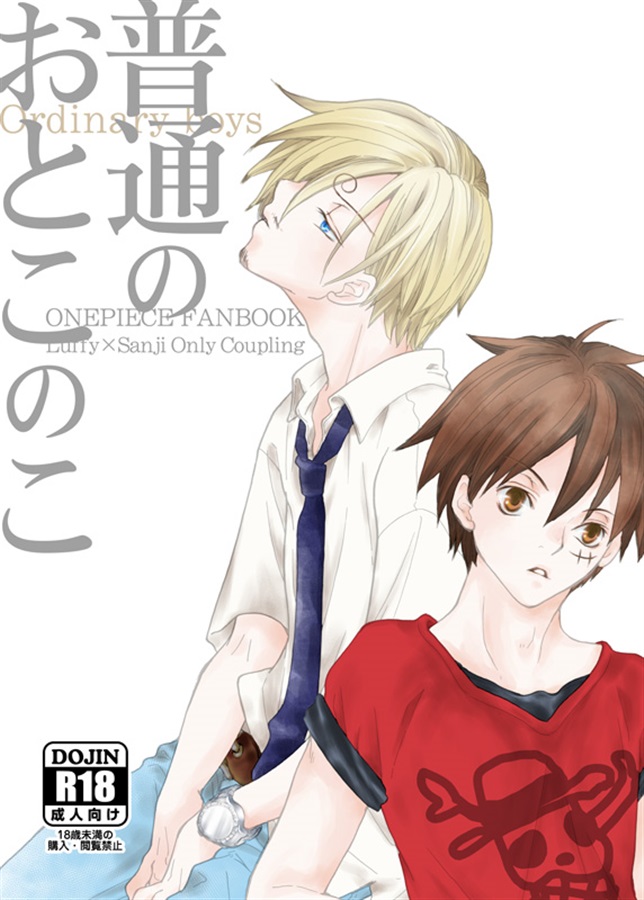 普通の
おとこのこ
Ordinary boys
ONEPIECE FANBOOK
Luffy×Sanji Only Coupling
DOJIN
R18
成人向け
18歳未満の
購入・閲覧禁止